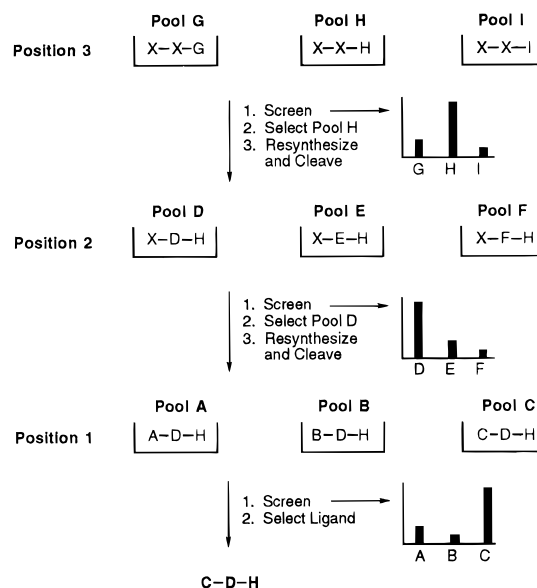 Pool G Pool H Pool I
Position 3 X–X–G X–X–H X–X–I
1. Screen
2. Select Pool H
3. Resynthesize
and Cleave
G H I
Pool D Pool E Pool F
Position 2 X–D–H X–E–H X–F–H
1. Screen
2. Select Pool D
3. Resynthesize
and Cleave
D E F
Pool A Pool B Pool C
Position 1 A–D–H B–D–H C–D–H
1. Screen
2. Select Ligand
A B C
C–D–H